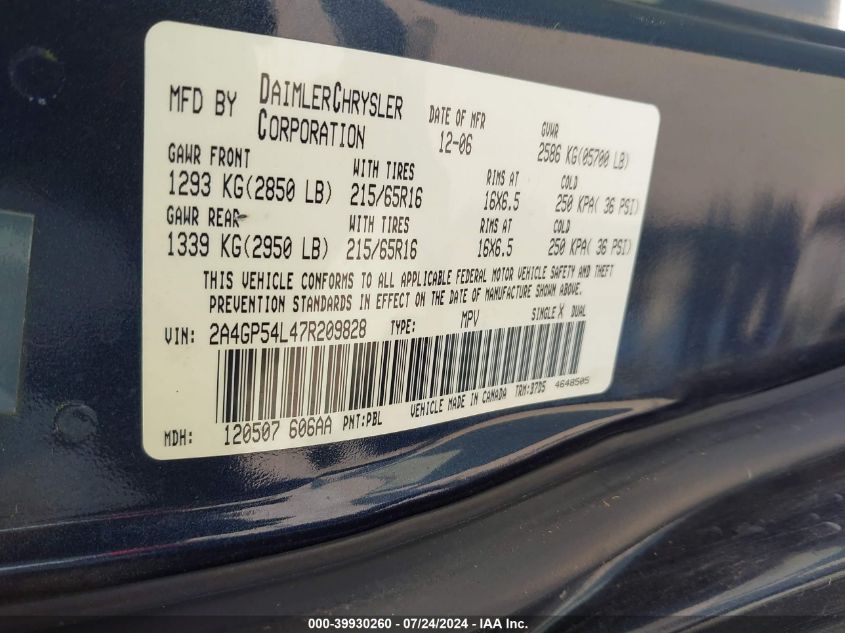 MFD BY DAIMLERCHRYSLER CORPORATION DATE OF MFR 12-06 GVWR 2586 KG(05700 LB)
GAWR FRONT WITH TIRES RIMS AT COLD
1293 KG(2850 LB) 215/65R16 16X6.5 250 KPA( 36 PSI)
GAWR REAR WITH TIRES RIMS AT COLD
1339 KG(2950 LB) 215/65R16 16X6.5 250 KPA( 36 PSI)
THIS VEHICLE CONFORMS TO ALL APPLICABLE FEDERAL MOTOR VEHICLE SAFETY AND THEFT
PREVENTION STANDARDS IN EFFECT ON THE DATE OF MANUFACTURE SHOWN ABOVE.
VIN: 2A4GP54L47R209828 TYPE: MPV SINGLE X DUAL
MDH: 120507 606AA PNT:PBL VEHICLE MADE IN CANADA TRM:B7D5 4648505
000-39930260 - 07/24/2024 - IAAI.COM